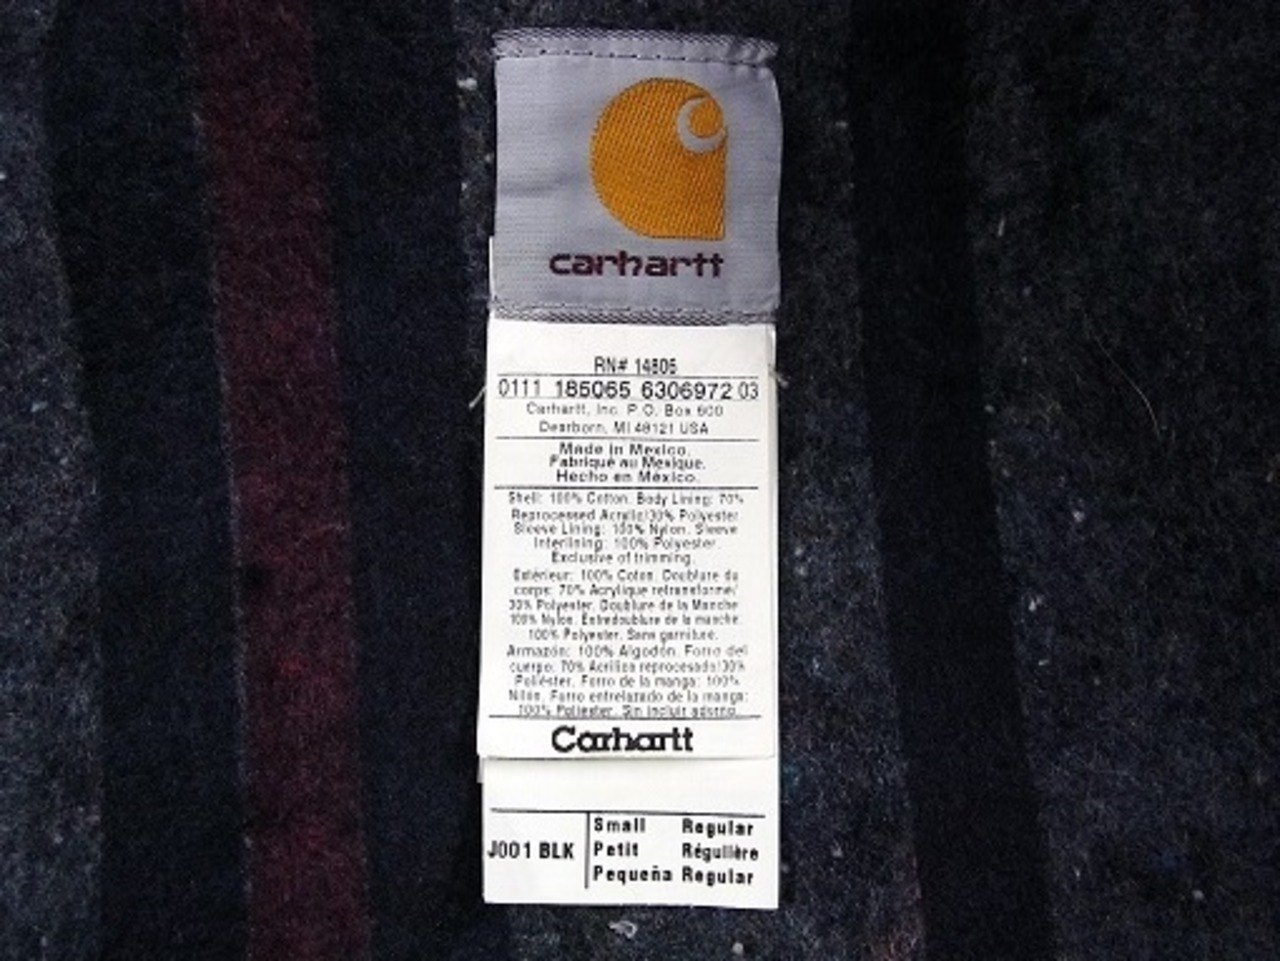 carhartt
RN# 14806
0111 185065 6306972 03
Carhartt, Inc. P.O. Box 600
Dearborn, MI 48121 USA
Made in Mexico.
Fabriqué au Mexique.
Hecho en México.
Shell: 100% Cotton. Body Lining: 70%
Reprocessed Acrylic/30% Polyester.
Sleeve Lining: 100% Nylon. Sleeve
Interlining: 100% Polyester.
Exclusive of trimming.
Extérieur: 100% Coton. Doublure du
corps: 70% Acrylique retransformé/
30% Polyester. Doublure de la Manche
100% Nylon. Entredoublure de la manche:
100% Polyester. Sans garniture.
Armazón: 100% Algodón. Forro del
cuerpo: 70% Acrílico reprocesado/30%
Poliéster. Forro de la manga: 100%
Nilón. Forro entrelazado de la manga:
100% Poliester. Sin incluir adorno.
Carhartt
J001 BLK
Small Regular
Petit Régulière
Pequeña Regular